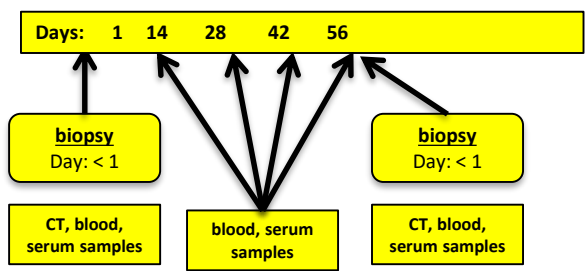 Days: 1 14 28 42 56
biopsy
Day: < 1
biopsy
Day: < 1
CT, blood,
serum samples
blood, serum
samples
CT, blood,
serum samples